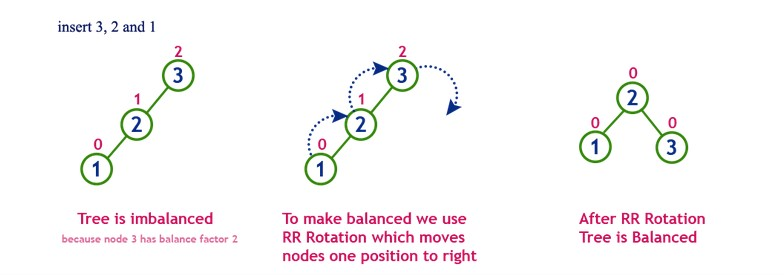 insert 3, 2 and 1
2
3
1
2
0
1
Tree is imbalanced
because node 3 has balance factor 2
2
3
1
2
0
1
To make balanced we use
RR Rotation which moves
nodes one position to right
0
2
0
0
1
3
After RR Rotation
Tree is Balanced